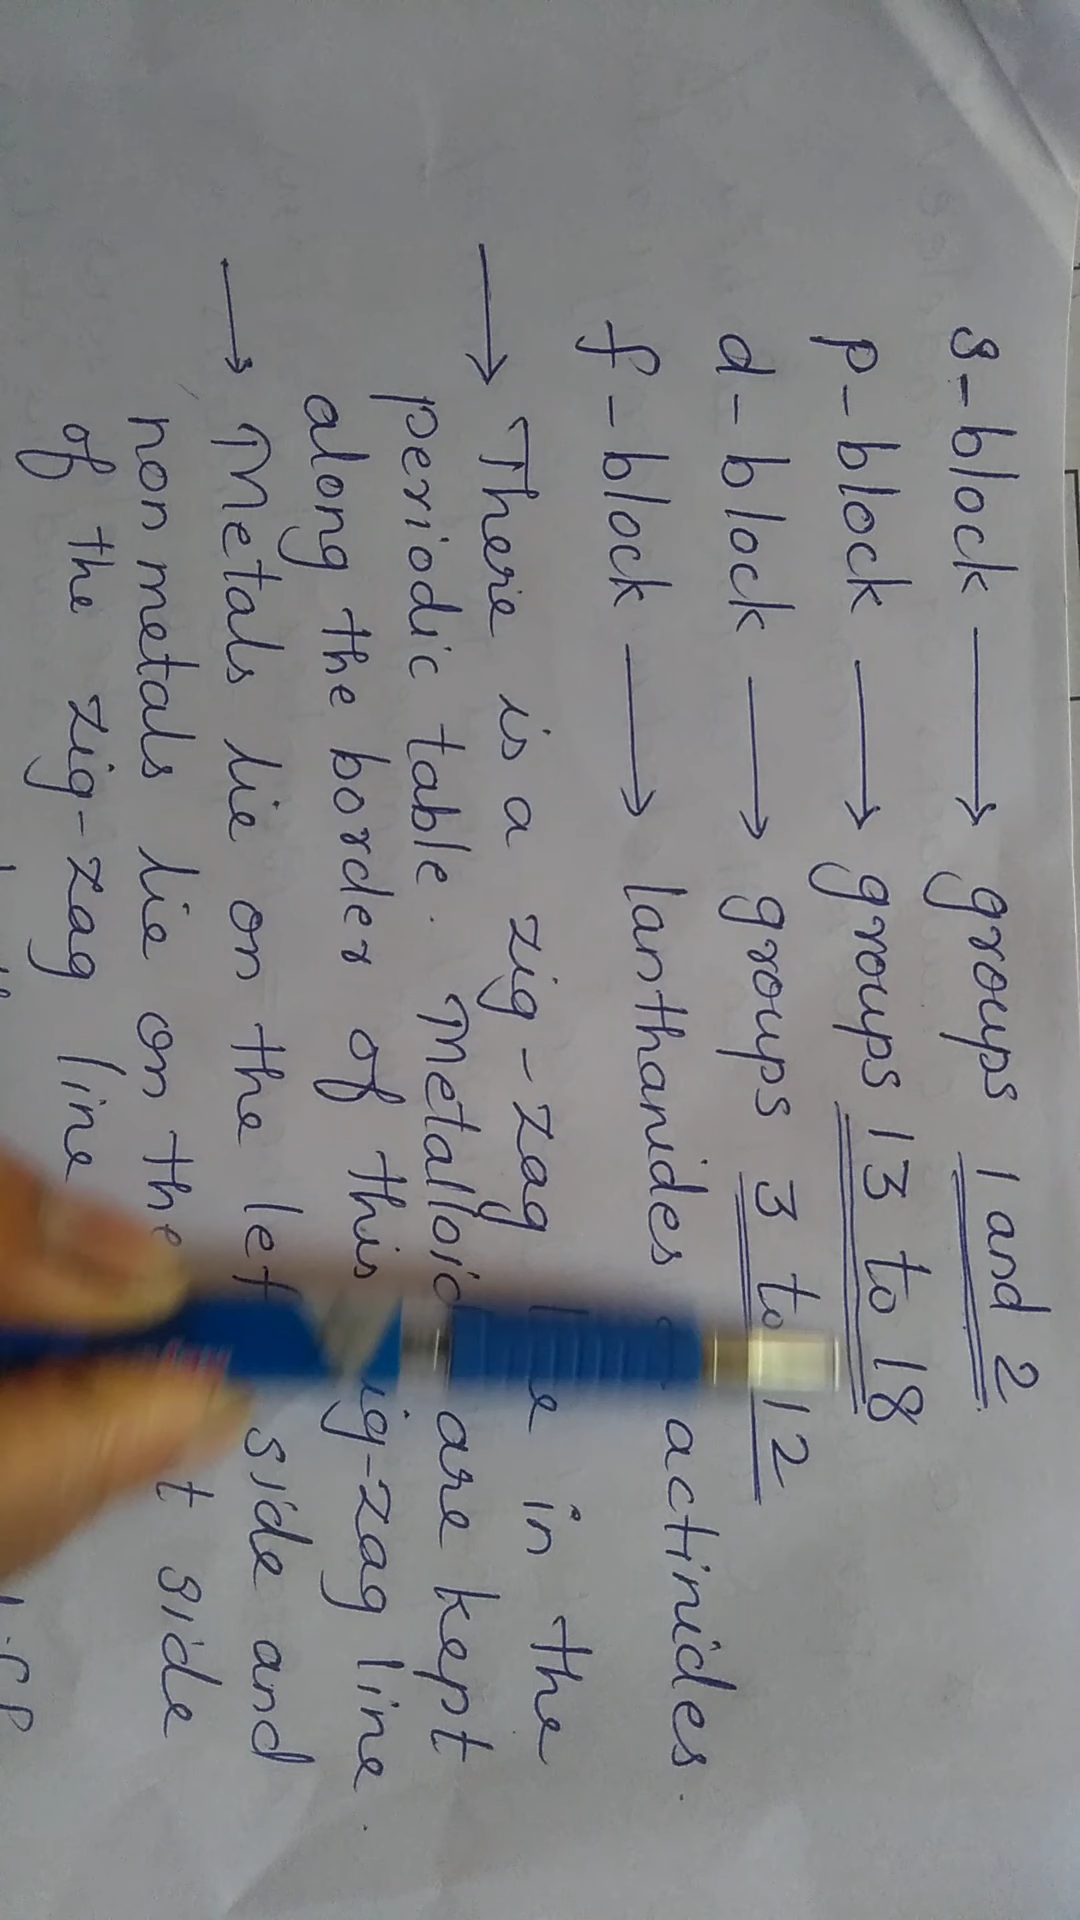 s-block → groups 1 and 2
p-block → groups 13 to 18
d-block → groups 3 to 12
f-block → lanthanides actinides.
→ There is a zig-zag in the
periodic table. Metalloid are kept
along the border of this ig-zag line.
→ Metals lie on the lef side and
non metals lie on the t side
of the zig-zag line